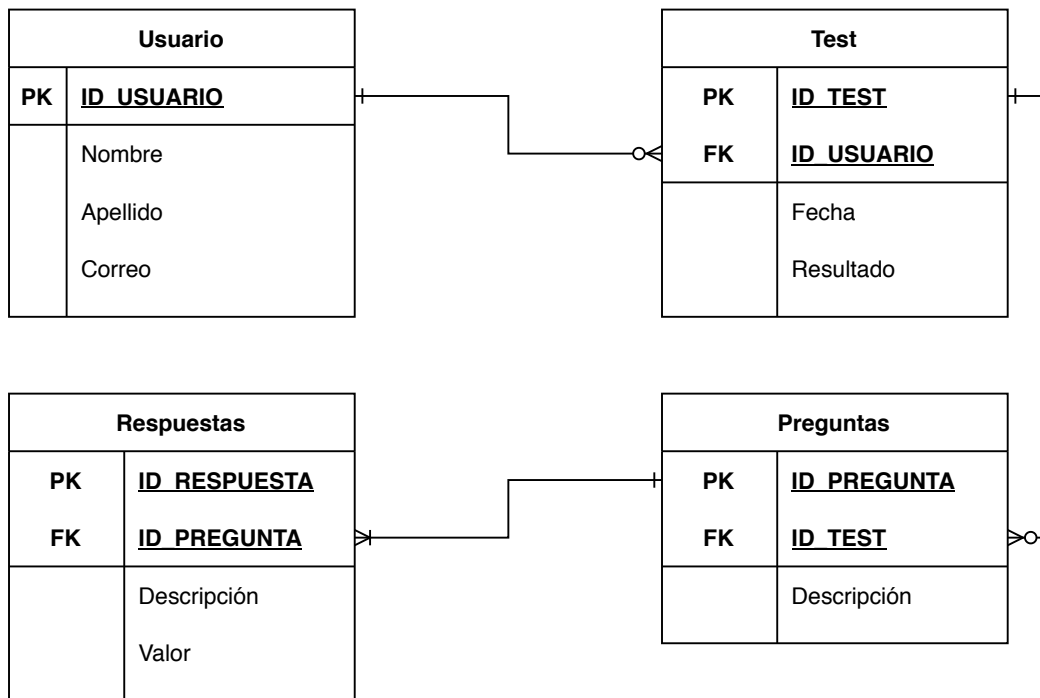 Usuario
PK ID_USUARIO
Nombre
Apellido
Correo
Test
PK ID_TEST
FK ID_USUARIO
Fecha
Resultado
Respuestas
PK ID_RESPUESTA
FK ID_PREGUNTA
Descripción
Valor
Preguntas
PK ID_PREGUNTA
FK ID_TEST
Descripción